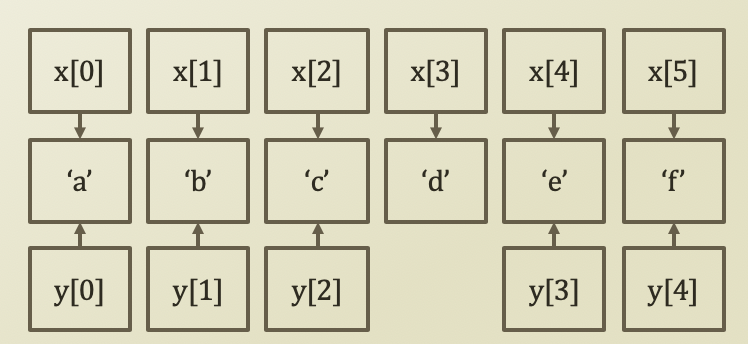 x[0] x[1] x[2] x[3] x[4] x[5]
‘a’ ‘b’ ‘c’ ‘d’ ‘e’ ‘f’
y[0] y[1] y[2] y[3] y[4]